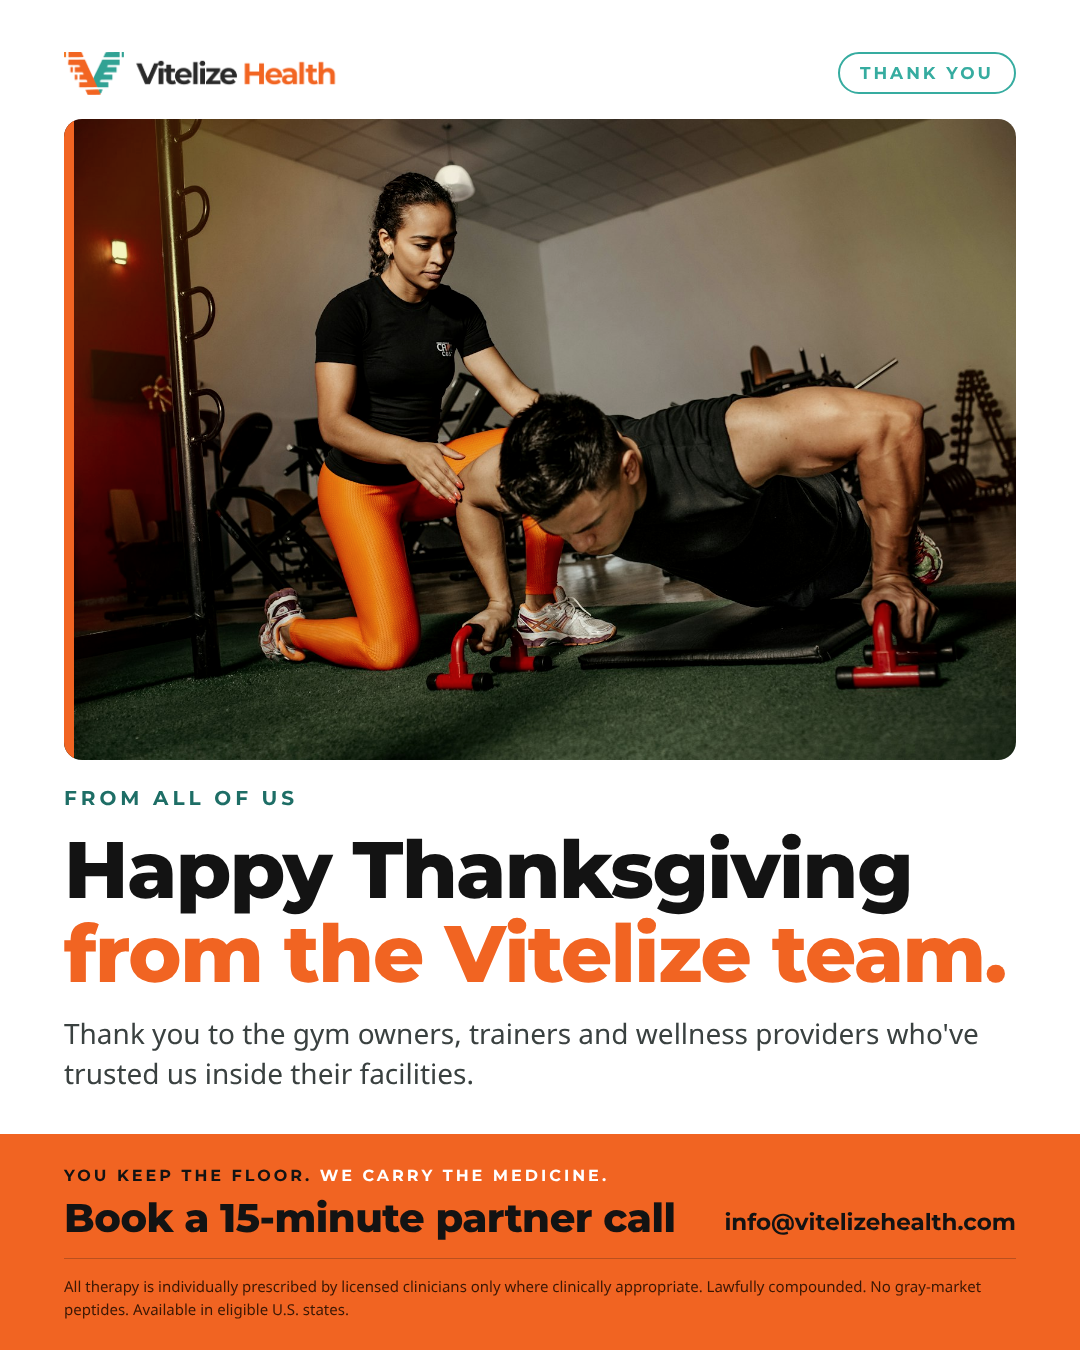 Vitelize Health
THANK YOU
FROM ALL OF US
Happy Thanksgiving
from the Vitelize team.
Thank you to the gym owners, trainers and wellness providers who've
trusted us inside their facilities.
YOU KEEP THE FLOOR. WE CARRY THE MEDICINE.
Book a 15-minute partner call
info@vitelizehealth.com
All therapy is individually prescribed by licensed clinicians only where clinically appropriate. Lawfully compounded. No gray-market
peptides. Available in eligible U.S. states.